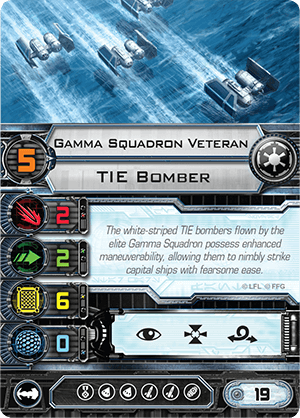 Gamma Squadron Veteran
5
TIE Bomber
2
2
6
0
The white-striped TIE bombers flown by the
elite Gamma Squadron possess enhanced
maneuverability, allowing them to nimbly strike
capital ships with fearsome ease.
©LFL ©FFG
19